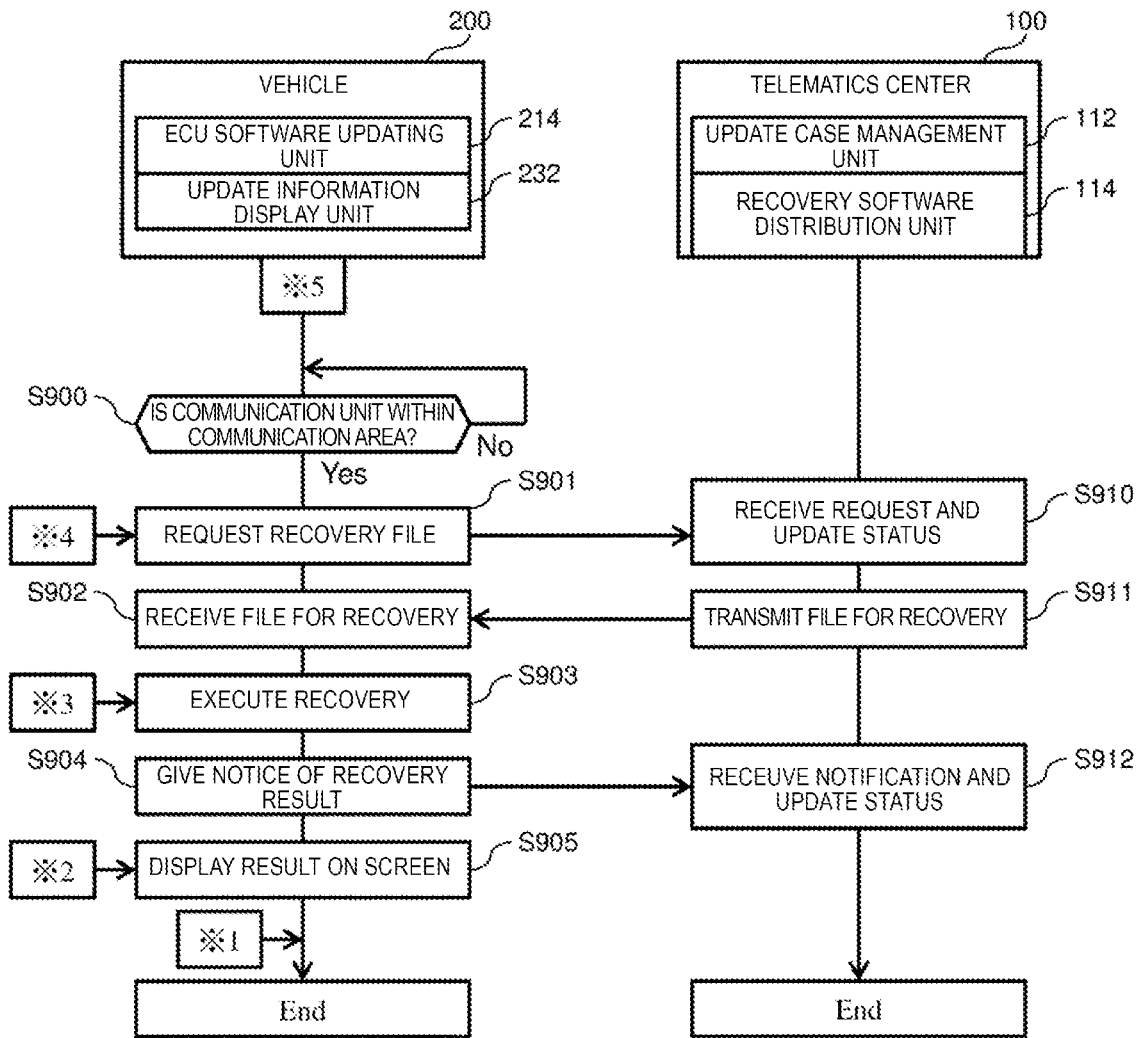 200
100
VEHICLE
TELEMATICS CENTER
ECU SOFTWARE UPDATING
UNIT
214
UPDATE CASE MANAGEMENT
UNIT
112
UPDATE INFORMATION
DISPLAY UNIT
232
RECOVERY SOFTWARE
DISTRIBUTION UNIT
114
※5
S900
IS COMMUNICATION UNIT WITHIN
COMMUNICATION AREA?
No
Yes
S901
※4
REQUEST RECOVERY FILE
RECEIVE REQUEST AND
UPDATE STATUS
S910
S902
RECEIVE FILE FOR RECOVERY
TRANSMIT FILE FOR RECOVERY
S911
※3
EXECUTE RECOVERY
S903
S904
GIVE NOTICE OF RECOVERY
RESULT
RECEUVE NOTIFICATION AND
UPDATE STATUS
S912
※2
DISPLAY RESULT ON SCREEN
S905
※1
End
End